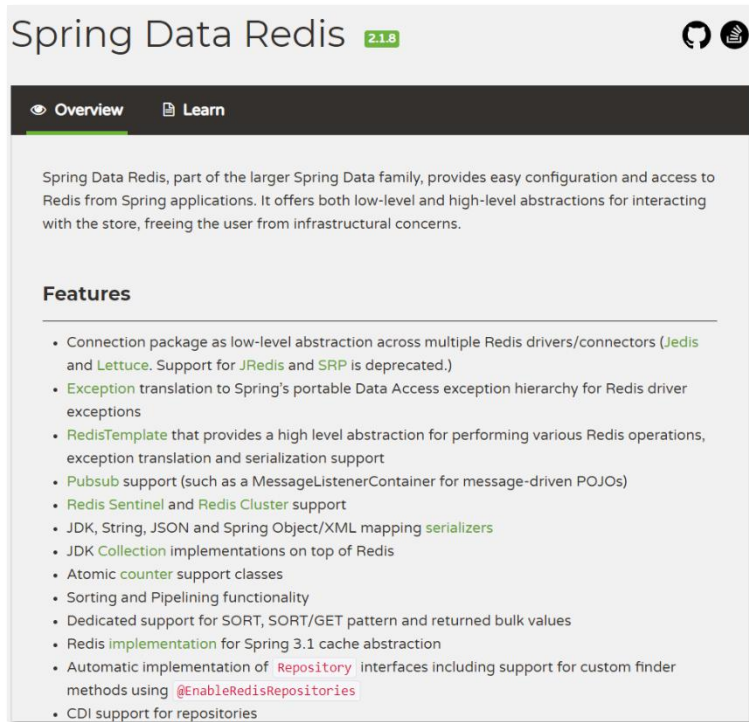 Spring Data Redis 2.1.8
Overview Learn
Spring Data Redis, part of the larger Spring Data family, provides easy configuration and access to
Redis from Spring applications. It offers both low-level and high-level abstractions for interacting
with the store, freeing the user from infrastructural concerns.
Features
• Connection package as low-level abstraction across multiple Redis drivers/connectors (Jedis
and Lettuce. Support for JRedis and SRP is deprecated.)
• Exception translation to Spring's portable Data Access exception hierarchy for Redis driver
exceptions
• RedisTemplate that provides a high level abstraction for performing various Redis operations,
exception translation and serialization support
• Pubsub support (such as a MessageListenerContainer for message-driven POJOs)
• Redis Sentinel and Redis Cluster support
• JDK, String, JSON and Spring Object/XML mapping serializers
• JDK Collection implementations on top of Redis
• Atomic counter support classes
• Sorting and Pipelining functionality
• Dedicated support for SORT, SORT/GET pattern and returned bulk values
• Redis implementation for Spring 3.1 cache abstraction
• Automatic implementation of Repository interfaces including support for custom finder
methods using @EnableRedisRepositories
• CDI support for repositories